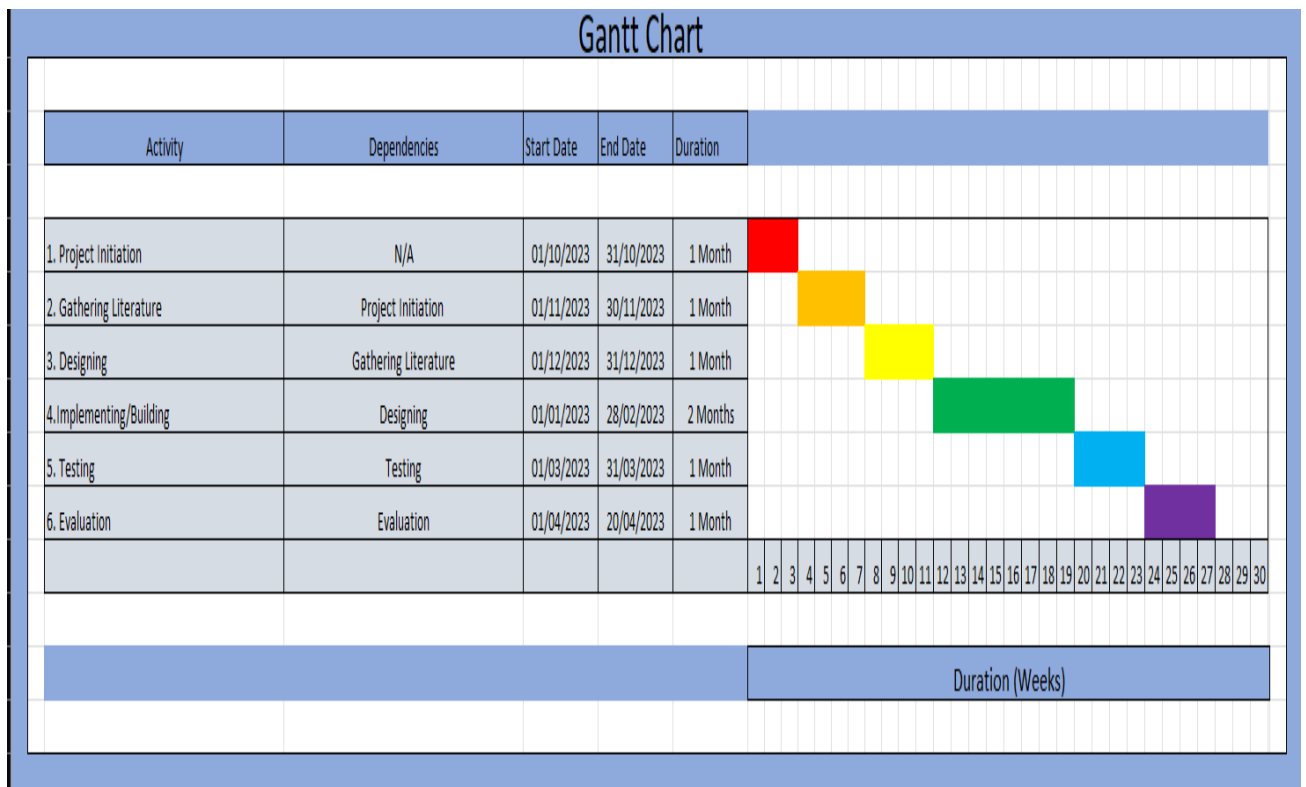 Gantt Chart
Activity Dependencies Start Date End Date Duration
1. Project Initiation N/A 01/10/2023 31/10/2023 1 Month
2. Gathering Literature Project Initiation 01/11/2023 30/11/2023 1 Month
3. Designing Gathering Literature 01/12/2023 31/12/2023 1 Month
4.Implementing/Building Designing 01/01/2023 28/02/2023 2 Months
5. Testing Testing 01/03/2023 31/03/2023 1 Month
6. Evaluation Evaluation 01/04/2023 20/04/2023 1 Month
1 2 3 4 5 6 7 8 9 10 11 12 13 14 15 16 17 18 19 20 21 22 23 24 25 26 27 28 29 30
Duration (Weeks)